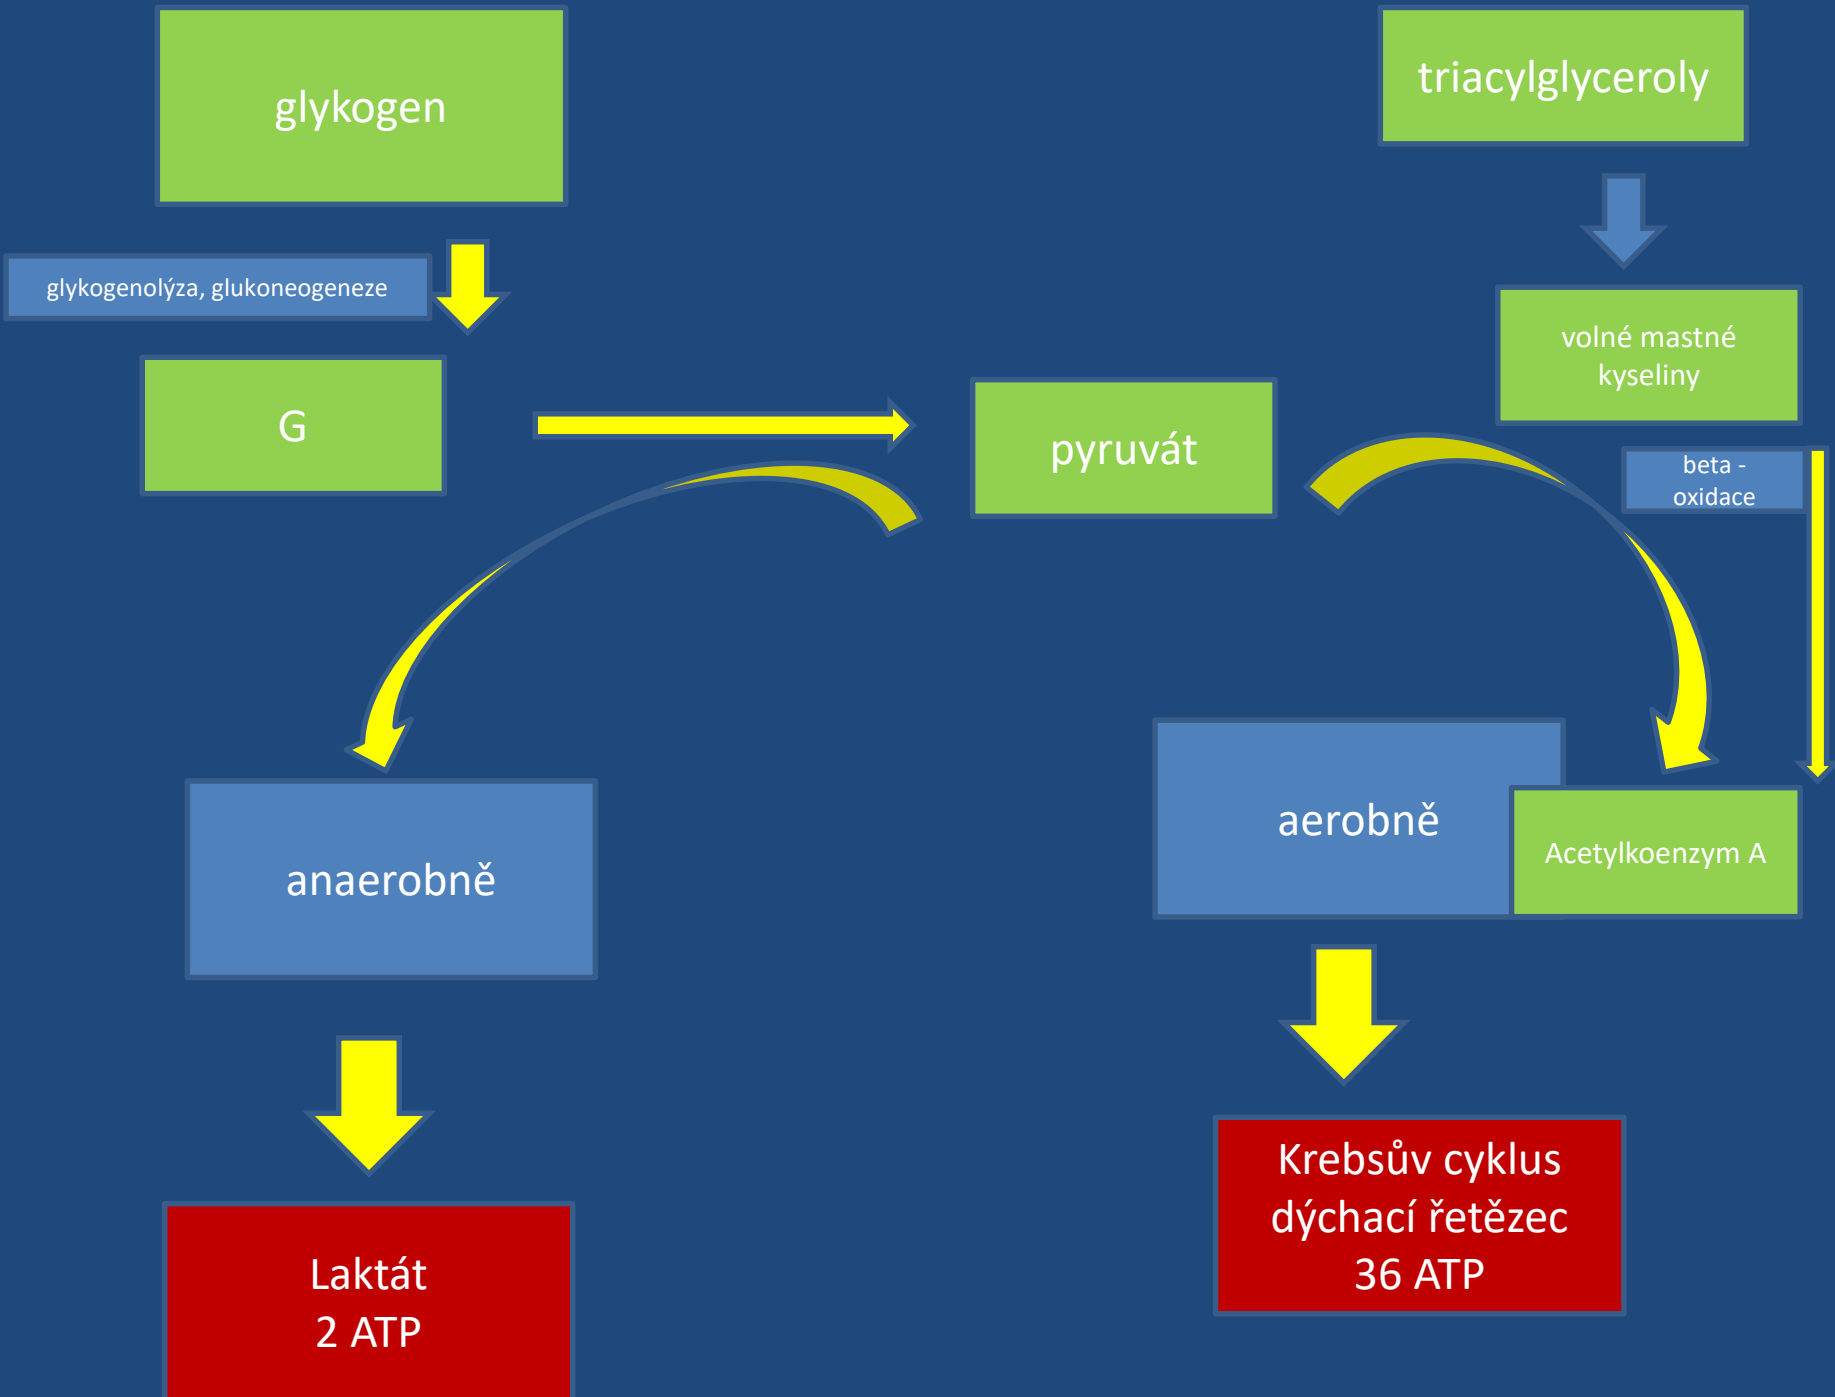 glykogen
triacylglyceroly
glykogenolýza, glukoneogeneze
volné mastné
kyseliny
G
pyruvát
beta -
oxidace
anaerobně
aerobně
Acetylkoenzym A
Krebsův cyklus
dýchací řetězec
36 ATP
Laktát
2 ATP